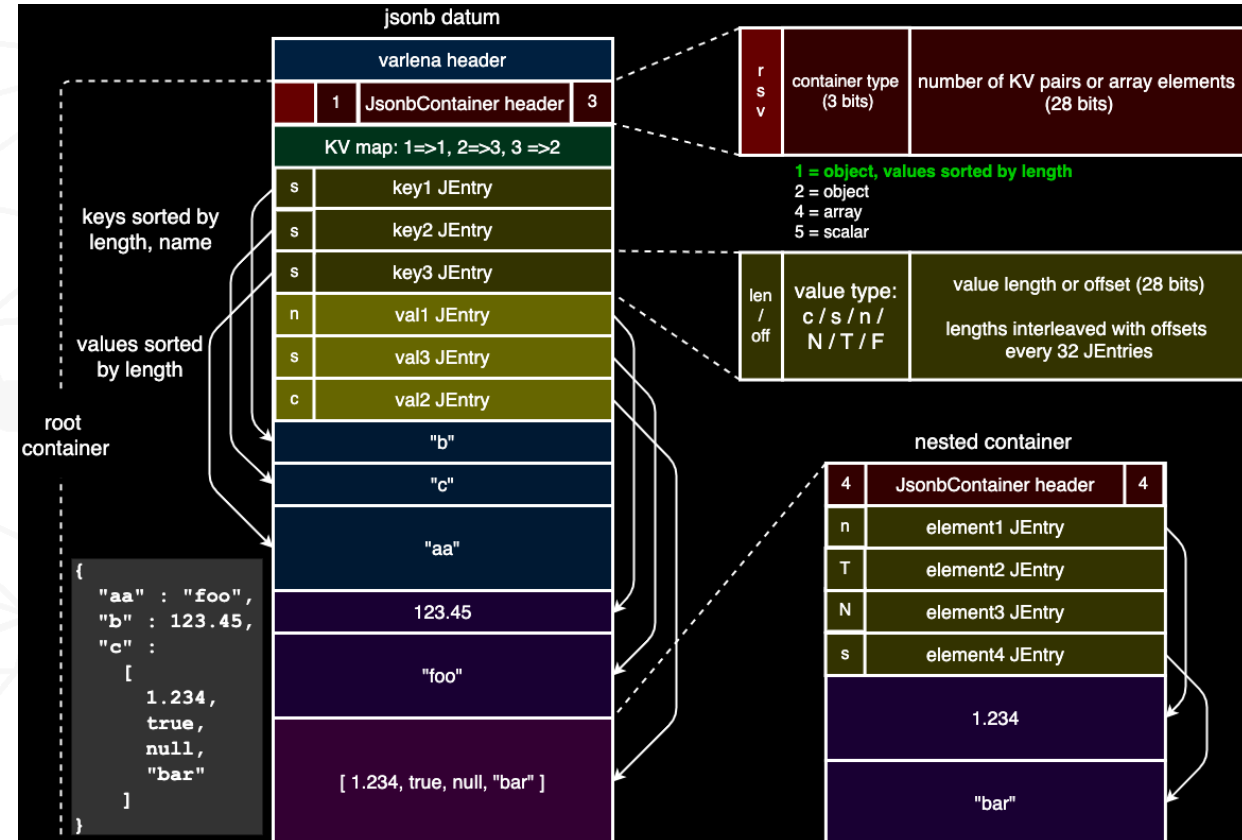 jsonb datum
varlena header
1 JsonbContainer header 3
KV map: 1=>1, 2=>3, 3 =>2
s key1 JEntry
s key2 JEntry
s key3 JEntry
n val1 JEntry
s val3 JEntry
c val2 JEntry
"b"
"c"
"aa"
123.45
"foo"
[ 1.234, true, null, "bar" ]
keys sorted by
length, name
values sorted
by length
root
container
{
"aa" : "foo",
"b" : 123.45,
"c" :
[
1.234,
true,
null,
"bar"
]
}
r
s
v
container type
(3 bits)
number of KV pairs or array elements
(28 bits)
1 = object, values sorted by length
2 = object
4 = array
5 = scalar
len
/
off
value type:
c / s / n /
N / T / F
value length or offset (28 bits)
lengths interleaved with offsets
every 32 JEntries
nested container
4 JsonbContainer header 4
n element1 JEntry
T element2 JEntry
N element3 JEntry
s element4 JEntry
1.234
"bar"